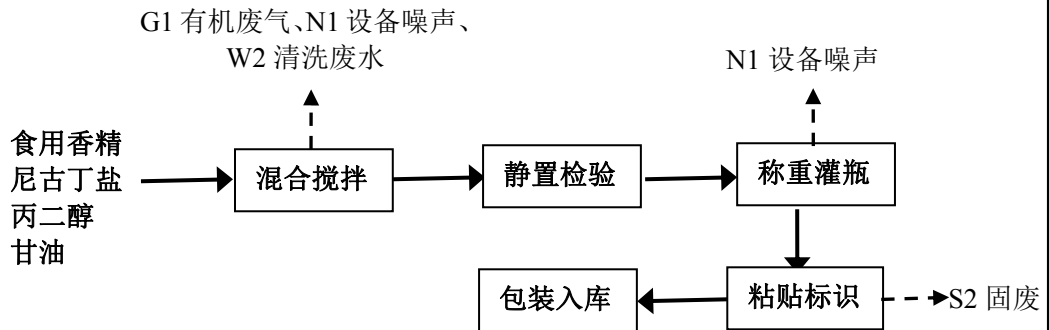 G1 有机废气、N1 设备噪声、
W2 清洗废水
N1 设备噪声
食用香精
尼古丁盐
丙二醇
甘油
混合搅拌
静置检验
称重灌瓶
包装入库
粘贴标识
S2 固废